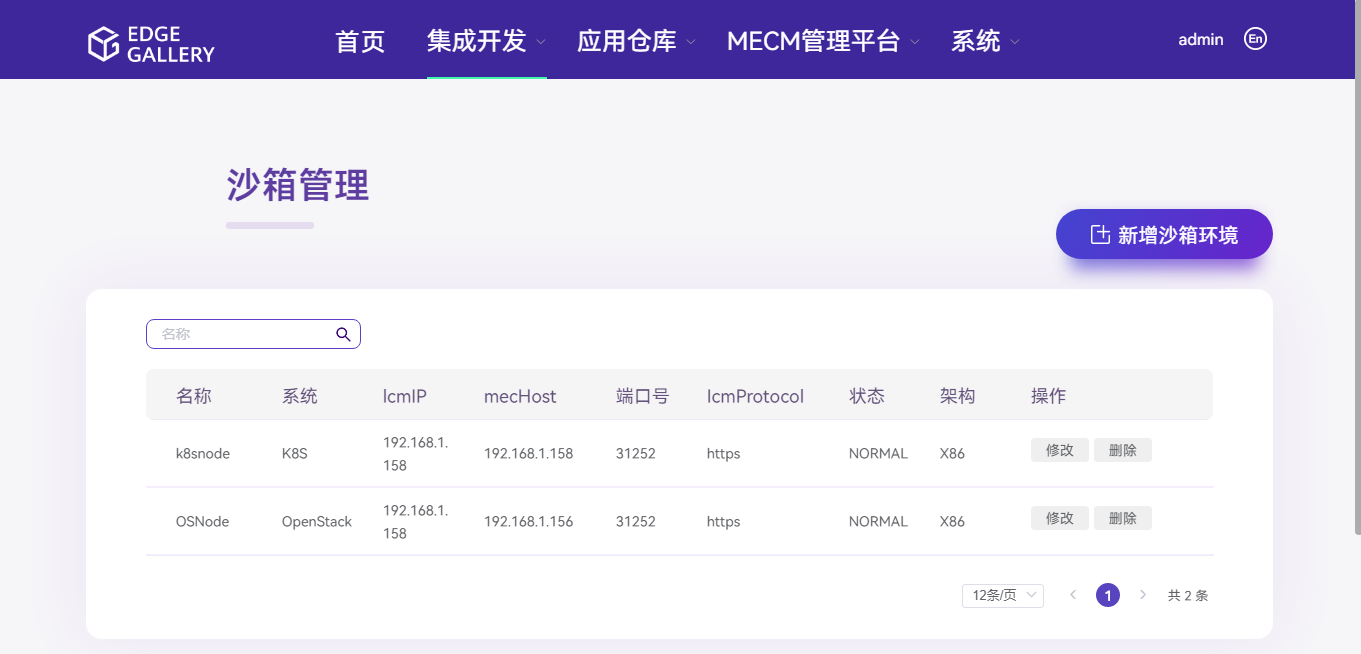 EDGE GALLERY
首页 集成开发 应用仓库 MECM管理平台 系统 admin En
沙箱管理
新增沙箱环境
名称
名称 系统 lcmIP mecHost 端口号 lcmProtocol 状态 架构 操作
k8snode K8S 192.168.1.158 192.168.1.158 31252 https NORMAL X86 修改 删除
OSNode OpenStack 192.168.1.158 192.168.1.156 31252 https NORMAL X86 修改 删除
12条/页 1 共 2 条